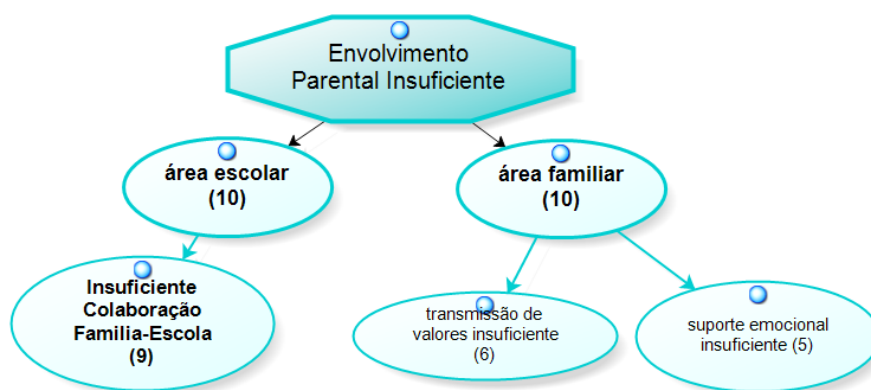 Envolvimento
Parental Insuficiente
área escolar
(10)
área familiar
(10)
Insuficiente
Colaboração
Familia-Escola
(9)
transmissão de
valores insuficiente
(6)
suporte emocional
insuficiente (5)